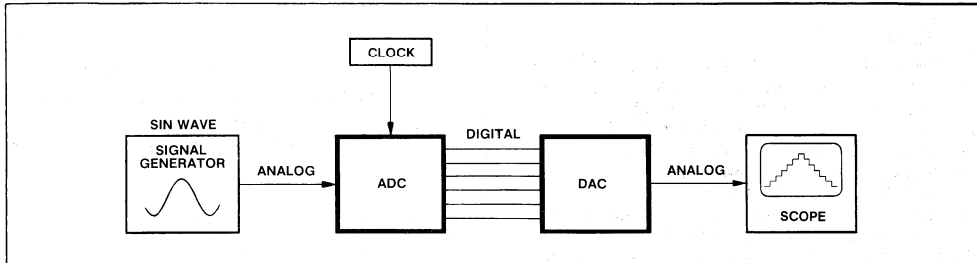 CLOCK
SIN WAVE
SIGNAL
GENERATOR
ANALOG
ADC
DIGITAL
DAC
ANALOG
SCOPE